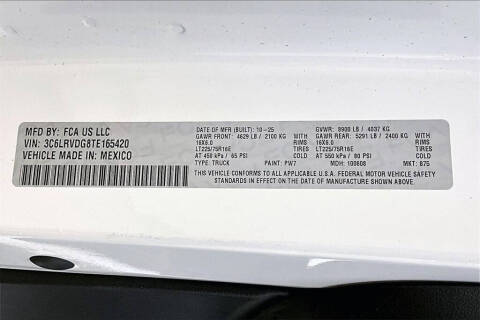 MFD BY: FCA US LLC
VIN: 3C6LRVDG8TE165420
VEHICLE MADE IN: MEXICO
DATE OF MFR (BUILT): 10-25 GVWR: 8900 LB / 4037 KG
GAWR FRONT: 4629 LB / 2100 KG WITH GAWR REAR: 5291 LB / 2400 KG WITH
16X6.0 RIMS 16X6.0 RIMS
LT225/75R16E TIRES LT225/75R16E TIRES
AT 450 kPa / 65 PSI COLD AT 550 kPa / 80 PSI COLD
TYPE: TRUCK PAINT: PW7 MDH: 100808 MKT: 875
THIS VEHICLE CONFORMS TO ALL APPLICABLE U.S.A. FEDERAL MOTOR VEHICLE SAFETY
STANDARDS IN EFFECT ON THE DATE OF MANUFACTURE SHOWN ABOVE.